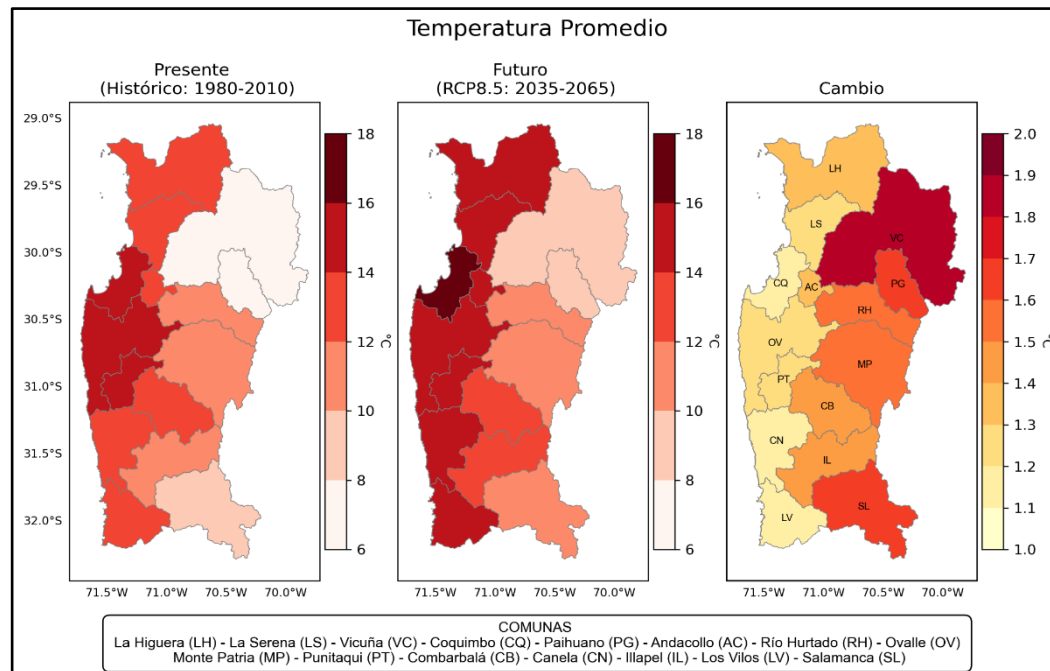 Temperatura Promedio
Presente
(Histórico: 1980-2010)
Futuro
(RCP8.5: 2035-2065)
Cambio
29.0°S
29.5°S
30.0°S
30.5°S
31.0°S
31.5°S
32.0°S
71.5°W 71.0°W 70.5°W 70.0°W
18
16
14
12
10
8
6
°C
71.5°W 71.0°W 70.5°W 70.0°W
18
16
14
12
10
8
6
°C
LH
LS
VC
CQ
AC
PG
RH
OV
MP
PT
CB
CN
IL
SL
LV
71.5°W 71.0°W 70.5°W 70.0°W
2.0
1.9
1.8
1.7
1.6
1.5
1.4
1.3
1.2
1.1
1.0
COMUNAS
La Higuera (LH) - La Serena (LS) - Vicuña (VC) - Coquimbo (CQ) - Paihuano (PG) - Andacollo (AC) - Río Hurtado (RH) - Ovalle (OV)
Monte Patria (MP) - Punitaqui (PT) - Combarbalá (CB) - Canela (CN) - Illapel (IL) - Los Vilos (LV) - Salamanca (SL)